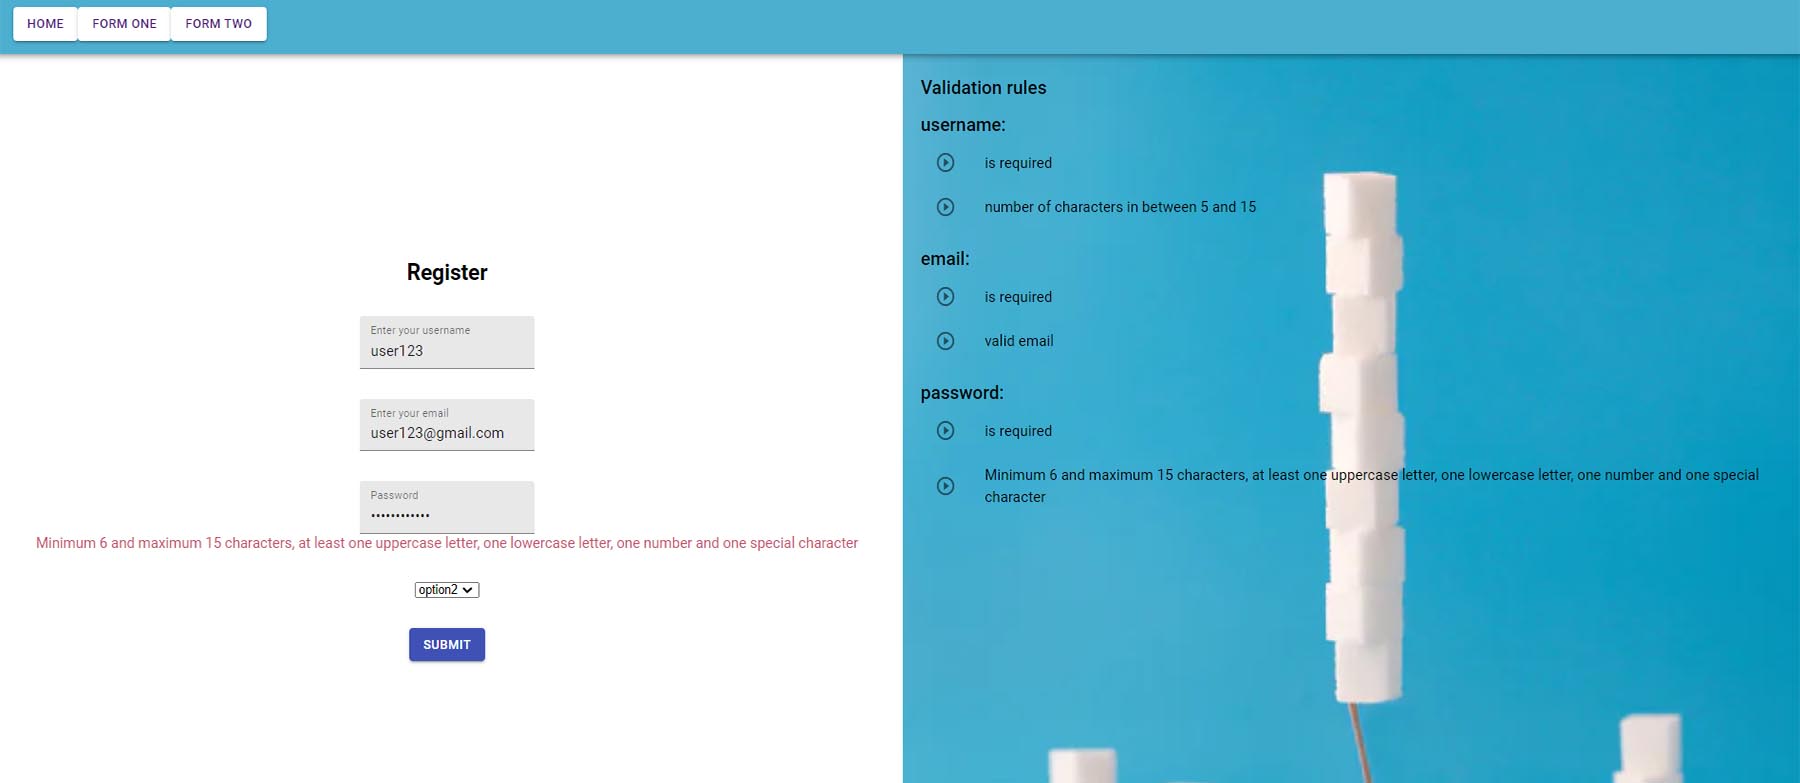 HOME FORM ONE FORM TWO
Register
Enter your username
user123
Enter your email
user123@gmail.com
Password
••••••••••••
Minimum 6 and maximum 15 characters, at least one uppercase letter, one lowercase letter, one number and one special character
option2
SUBMIT
Validation rules
username:
is required
number of characters in between 5 and 15
email:
is required
valid email
password:
is required
Minimum 6 and maximum 15 characters, at least one uppercase letter, one lowercase letter, one number and one special
character